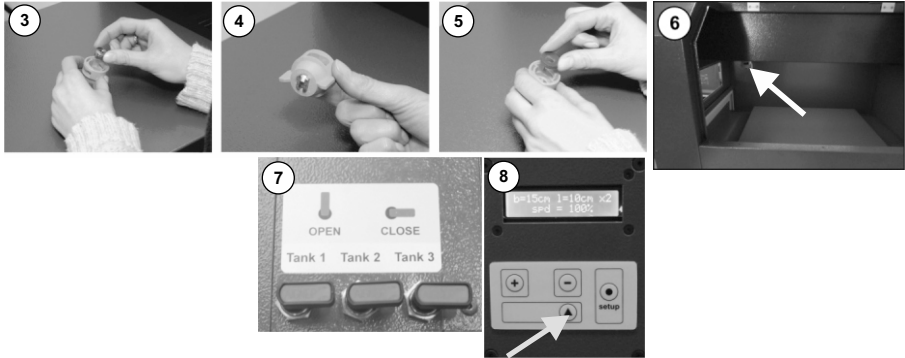 3
4
5
6
7
OPEN CLOSE
Tank 1 Tank 2 Tank 3
8
b=15cm l=10cm x2
spd = 100%
+ -
setup